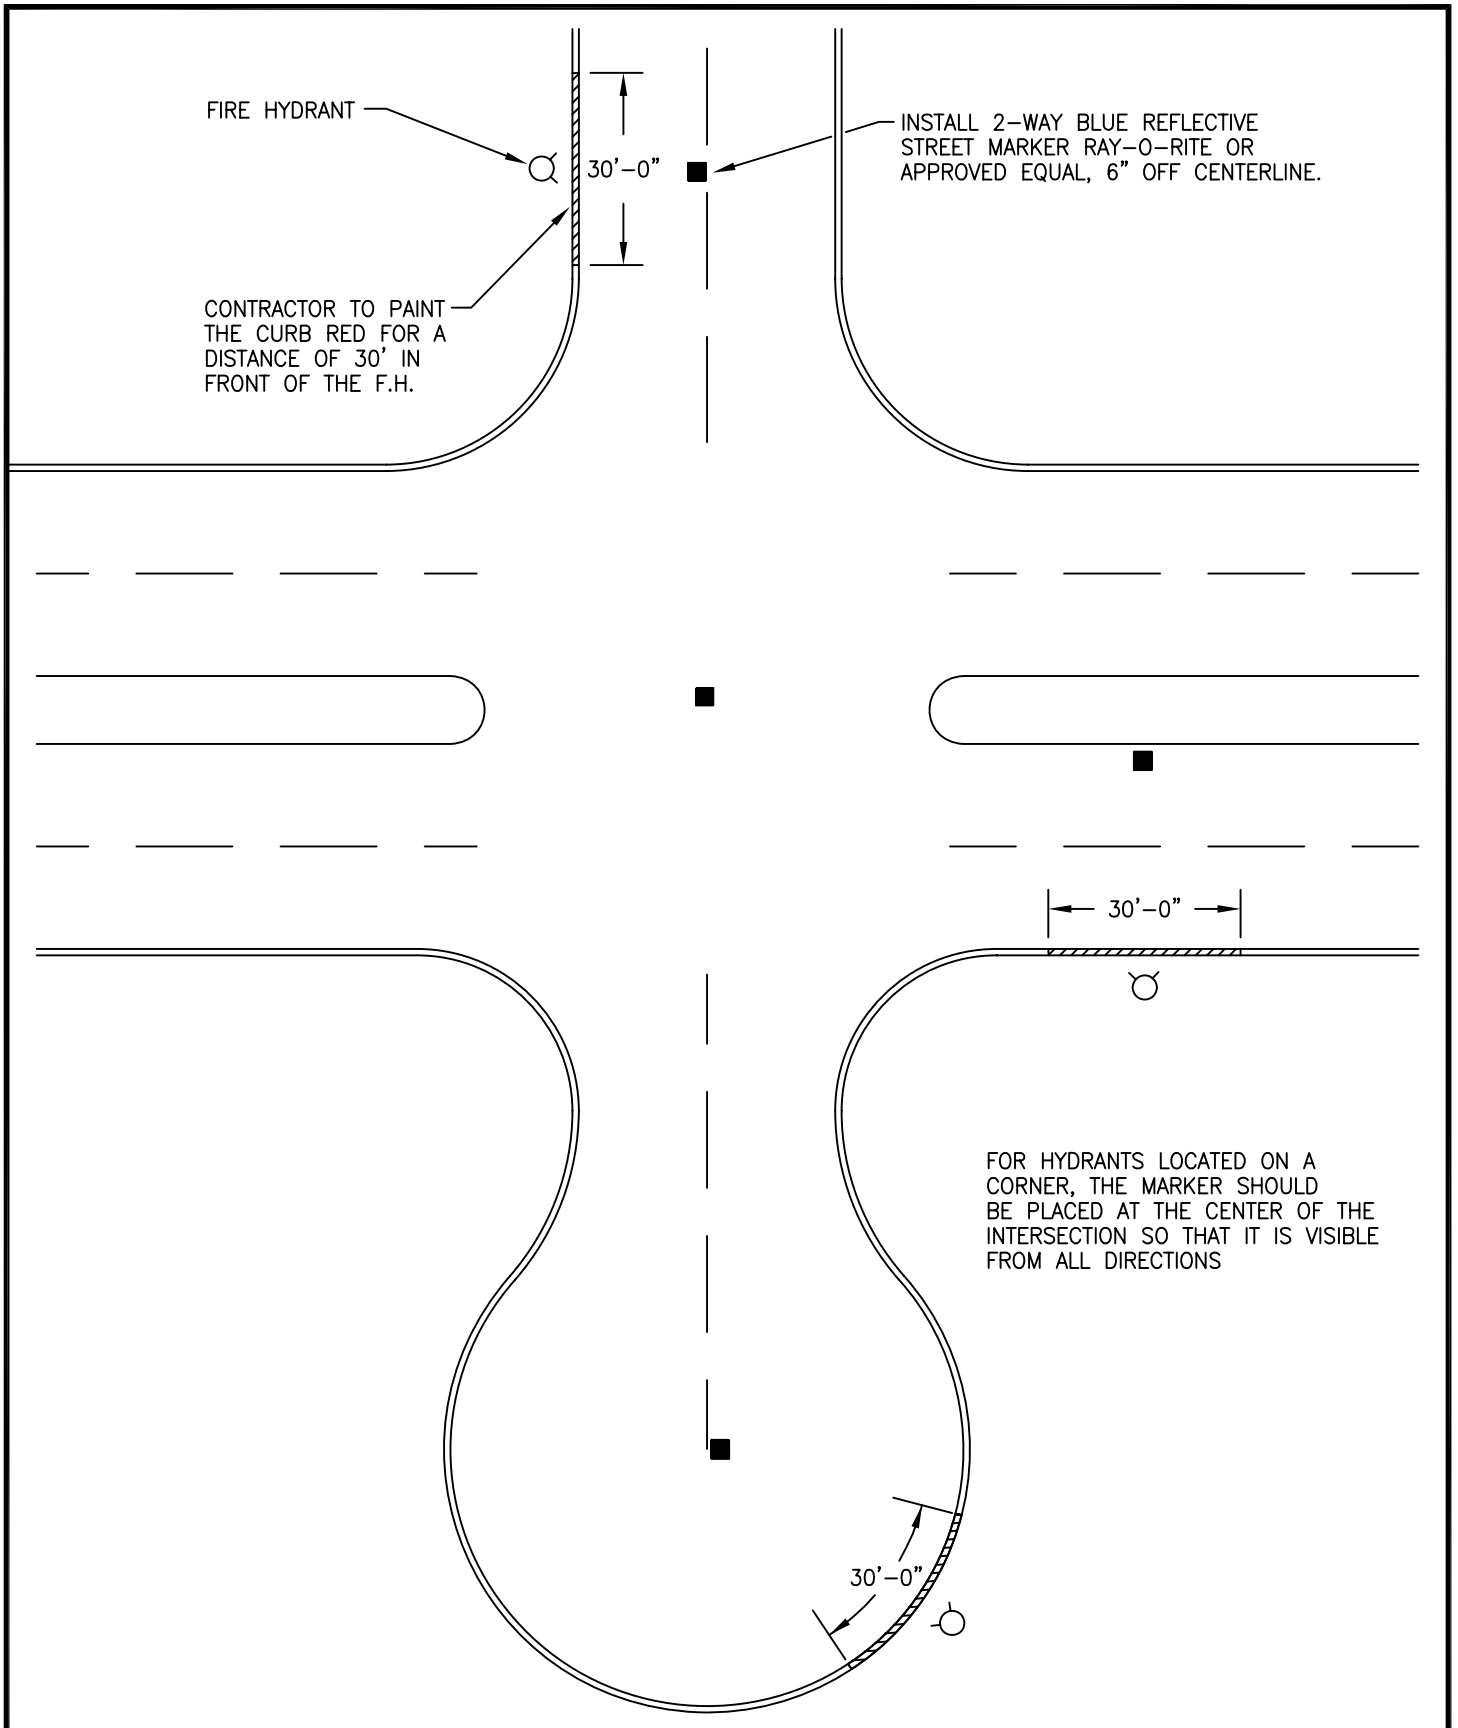 FIRE HYDRANT
30'-0"
INSTALL 2-WAY BLUE REFLECTIVE
STREET MARKER RAY-O-RITE OR
APPROVED EQUAL, 6" OFF CENTERLINE.
CONTRACTOR TO PAINT
THE CURB RED FOR A
DISTANCE OF 30' IN
FRONT OF THE F.H.
30'-0"
FOR HYDRANTS LOCATED ON A
CORNER, THE MARKER SHOULD
BE PLACED AT THE CENTER OF THE
INTERSECTION SO THAT IT IS VISIBLE
FROM ALL DIRECTIONS
30'-0"